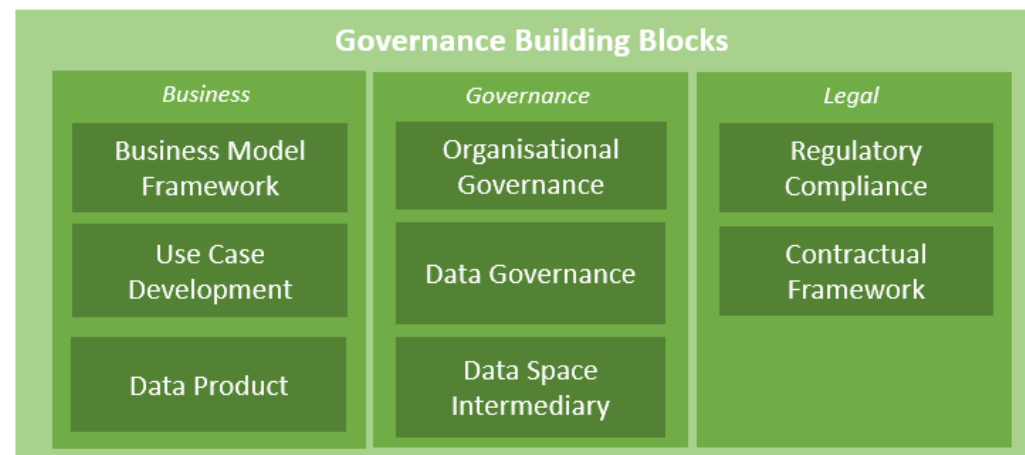 Governance Building Blocks
Business
Business Model
Framework
Use Case
Development
Data Product
Governance
Organisational
Governance
Data Governance
Data Space
Intermediary
Legal
Regulatory
Compliance
Contractual
Framework